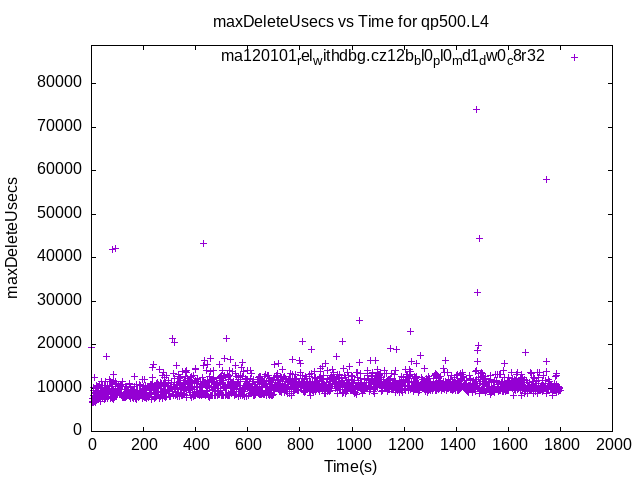 maxDeleteUsecs vs Time for qp500.L4
ma120101_rel_withdbg.cz12b_bl0_pl0_md1_dw0_c8r32
90000
80000
70000
60000
50000
40000
30000
20000
10000
0
maxDeleteUsecs
0 200 400 600 800 1000 1200 1400 1600 1800 2000
Time(s)